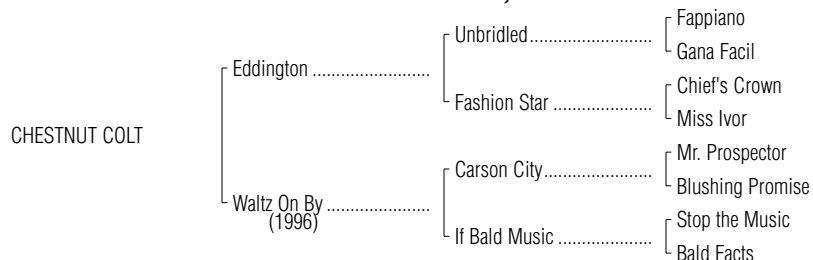 Fappiano
Unbridled
Gana Facil
Eddington
Chief's Crown
Fashion Star
Miss Ivor
CHESTNUT COLT
Mr. Prospector
Carson City
Blushing Promise
Waltz On By
(1996)
Stop the Music
If Bald Music
Bald Facts